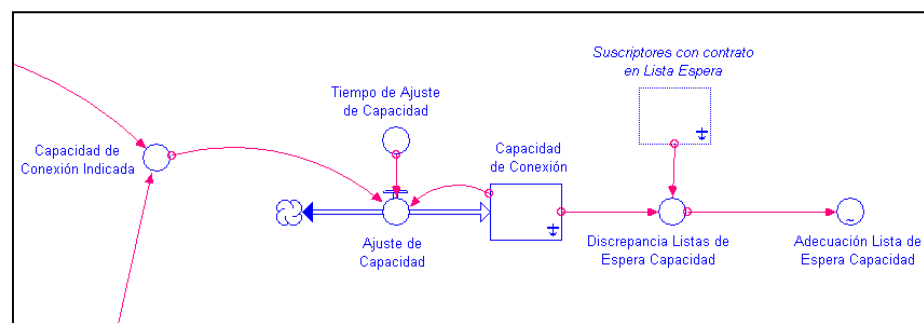 Suscriptores con contrato
en Lista Espera
Tiempo de Ajuste
de Capacidad
Capacidad de
Conexión Indicada
Capacidad
de Conexión
Ajuste de
Capacidad
Discrepancia Listas de
Espera Capacidad
Adecuación Lista de
Espera Capacidad
~